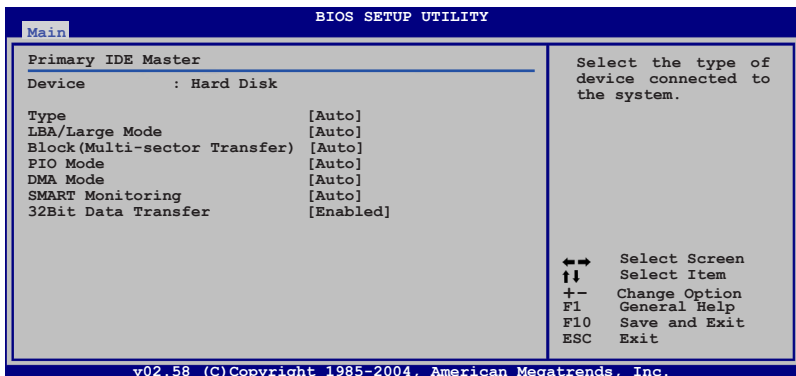 BIOS SETUP UTILITY
Main
Primary IDE Master
Device : Hard Disk
Type [Auto]
LBA/Large Mode [Auto]
Block(Multi-sector Transfer) [Auto]
PIO Mode [Auto]
DMA Mode [Auto]
SMART Monitoring [Auto]
32Bit Data Transfer [Enabled]
Select the type of
device connected to
the system.
←→ Select Screen
↑↓ Select Item
+- Change Option
F1 General Help
F10 Save and Exit
ESC Exit
v02.58 (C)Copyright 1985-2004, American Megatrends, Inc.